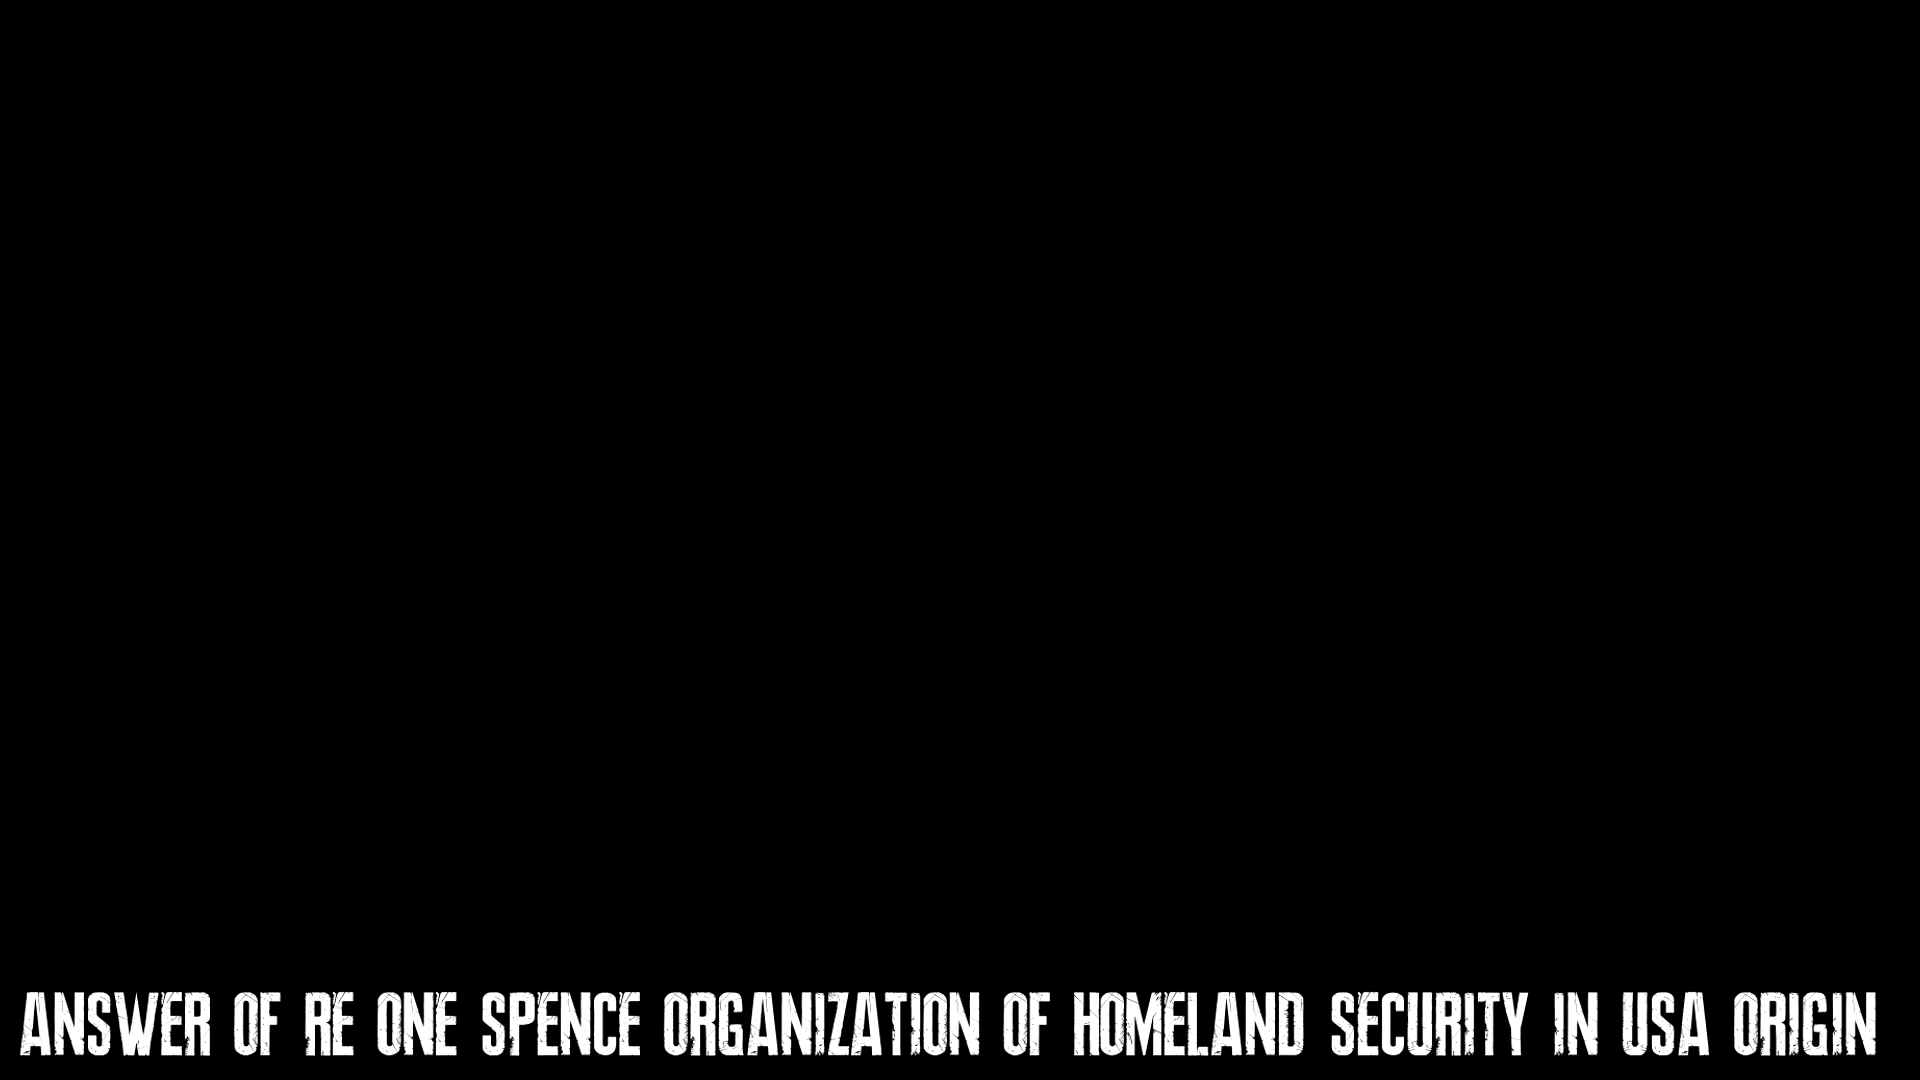 ANSWER OF RE ONE SPENCE ORGANIZATION OF HOMELAND SECURITY IN USA ORIGIN